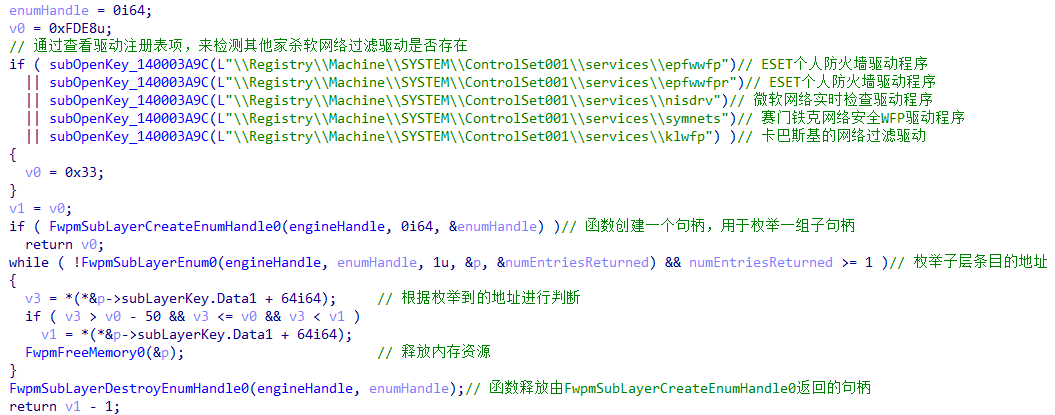 enumHandle = 0i64;
v0 = 0xFDE8u;
// 通过查看驱动注册表项，来检测其他家杀软网络过滤驱动是否存在
if ( subOpenKey_140003A9C(L"\\Registry\\Machine\\SYSTEM\\ControlSet001\\services\\epfwwfp")// ESET个人防火墙驱动程序
|| subOpenKey_140003A9C(L"\\Registry\\Machine\\SYSTEM\\ControlSet001\\services\\epfwwfpr")// ESET个人防火墙驱动程序
|| subOpenKey_140003A9C(L"\\Registry\\Machine\\SYSTEM\\ControlSet001\\services\\nisdrv")// 微软网络实时检查驱动程序
|| subOpenKey_140003A9C(L"\\Registry\\Machine\\SYSTEM\\ControlSet001\\services\\symnets")// 赛门铁克网络安全WFP驱动程序
|| subOpenKey_140003A9C(L"\\Registry\\Machine\\SYSTEM\\ControlSet001\\services\\klwfp") )// 卡巴斯基的网络过滤驱动
{
v0 = 0x33;
}
v1 = v0;
if ( FwpmSubLayerCreateEnumHandle0(engineHandle, 0i64, &enumHandle) )// 函数创建一个句柄，用于枚举一组子句柄
return v0;
while ( !FwpmSubLayerEnum0(engineHandle, enumHandle, 1u, &p, &numEntriesReturned) && numEntriesReturned >= 1 )// 枚举子层条目的地址
{
v3 = *(*&p->subLayerKey.Data1 + 64i64); // 根据枚举到的地址进行判断
if ( v3 > v0 - 50 && v3 <= v0 && v3 < v1 )
v1 = *(*&p->subLayerKey.Data1 + 64i64);
FwpmFreeMemory0(&p); // 释放内存资源
}
FwpmSubLayerDestroyEnumHandle0(engineHandle, enumHandle);// 函数释放由FwpmSubLayerCreateEnumHandle0返回的句柄
return v1 - 1;